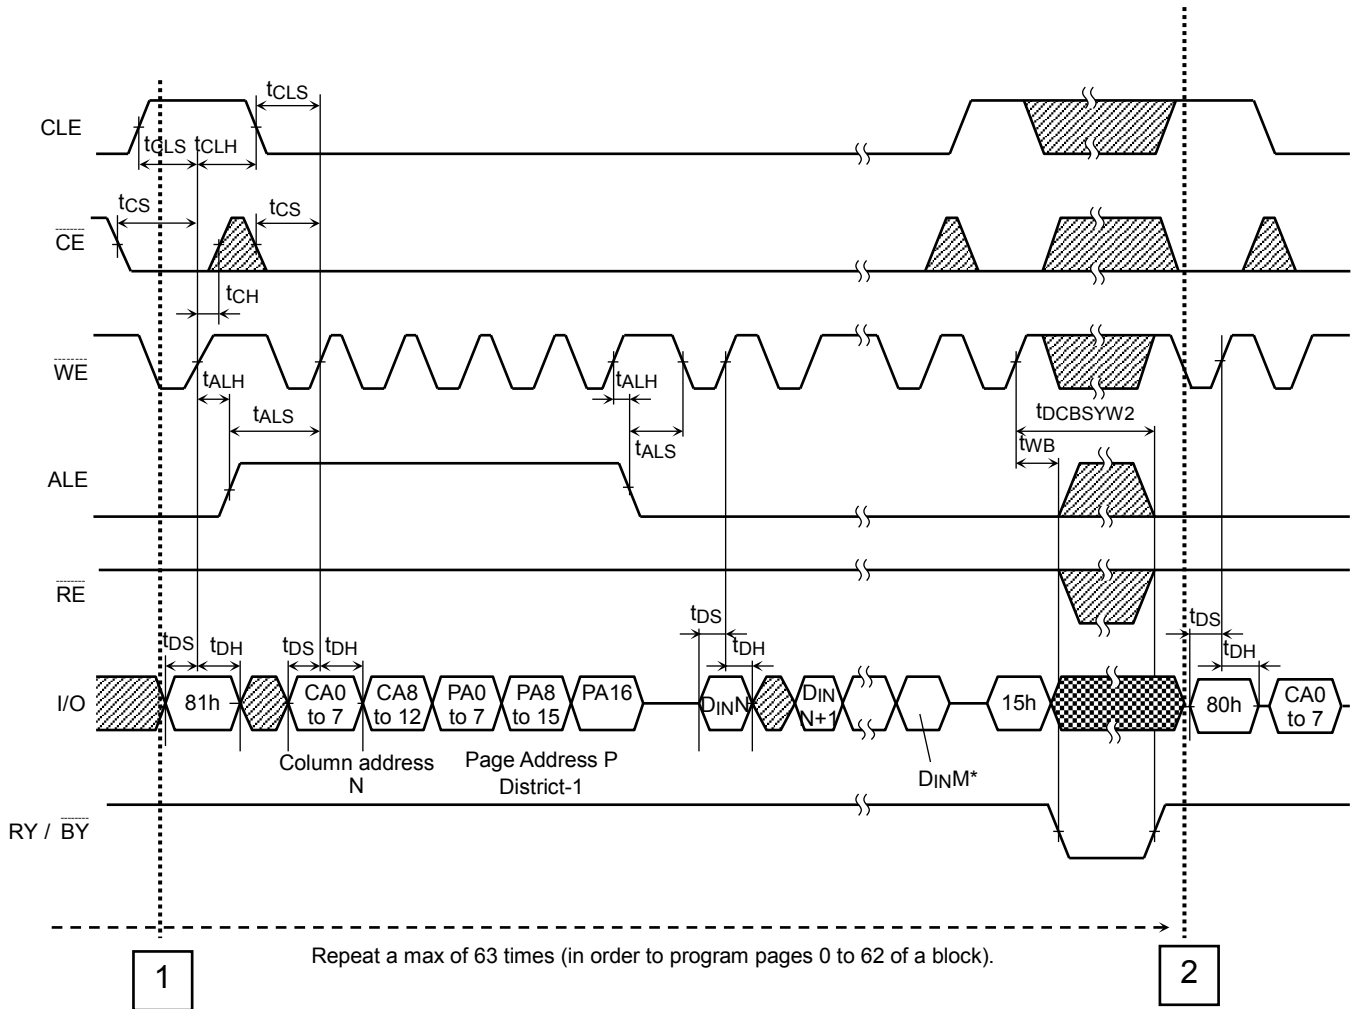 CLE
tCLS
tCLS
tCLH
CE
tCS
tCS
tCH
WE
tALH
tALS
tALH
tALS
tDCBSYW2
tWB
ALE
RE
I/O
tDS
tDH
tDS
tDH
tDS
tDH
tDS
tDH
81h
CA0
to 7
CA8
to 12
PA0
to 7
PA8
to 15
PA16
DINN
DIN
N+1
15h
80h
CA0
to 7
Column address
N
Page Address P
District-1
DINM*
RY / BY
Repeat a max of 63 times (in order to program pages 0 to 62 of a block).
1
2